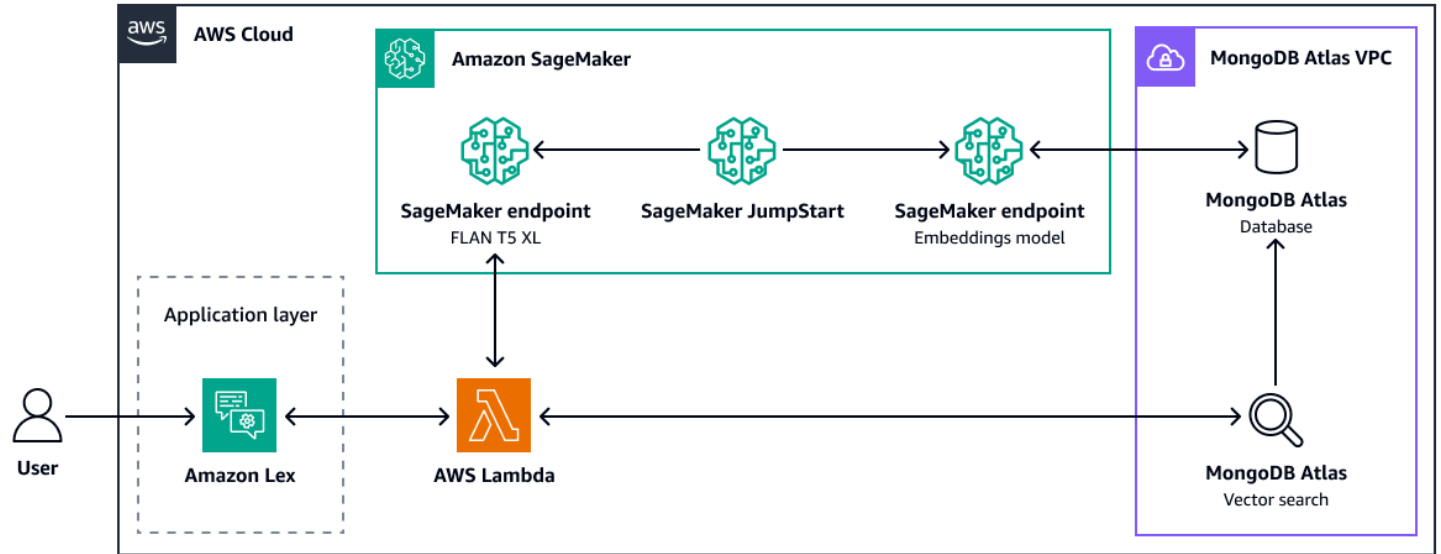 aws
AWS Cloud
Amazon SageMaker
MongoDB Atlas VPC
SageMaker endpoint
FLAN T5 XL
SageMaker JumpStart
SageMaker endpoint
Embeddings model
MongoDB Atlas
Database
Application layer
User
Amazon Lex
AWS Lambda
MongoDB Atlas
Vector search